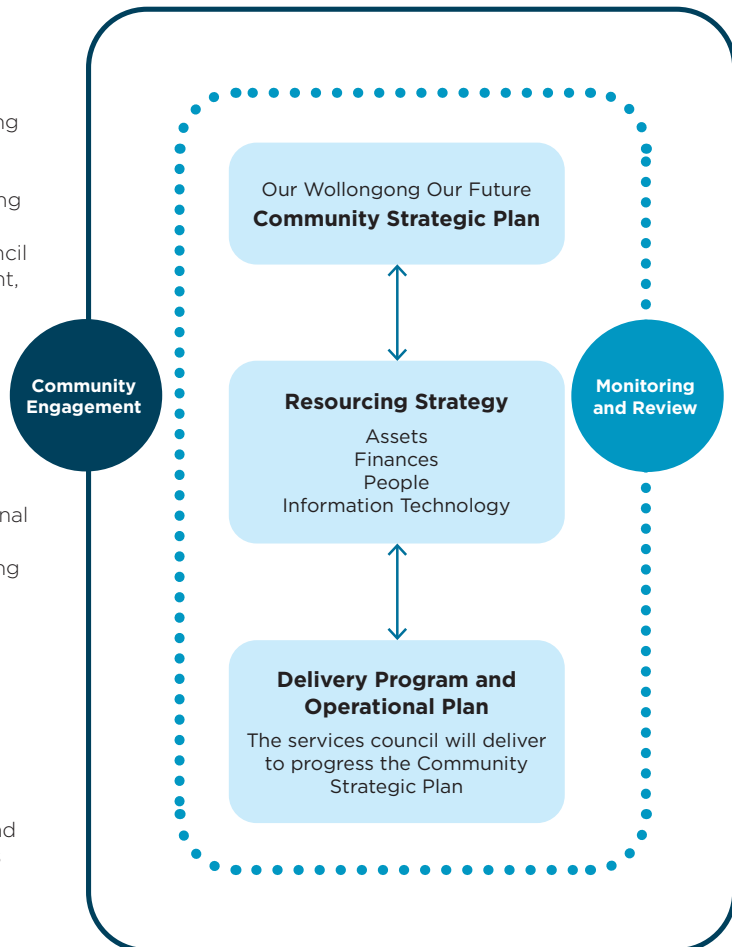 Our Wollongong Our Future
Community Strategic Plan
Community
Engagement
Resourcing Strategy
Assets
Finances
People
Information Technology
Monitoring
and Review
Delivery Program and
Operational Plan
The services council will deliver
to progress the Community
Strategic Plan